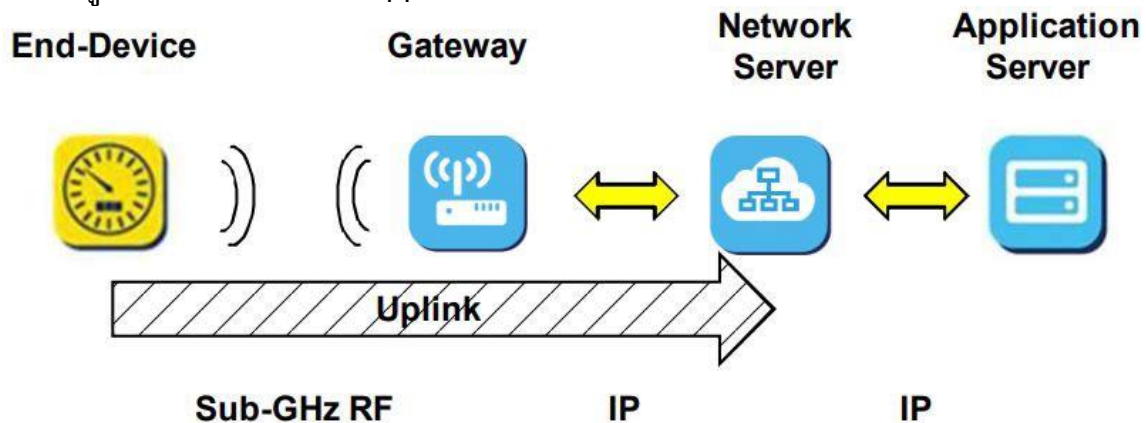 End-Device
Gateway
Network
Server
Application
Server
Uplink
Sub-GHz RF
IP
IP